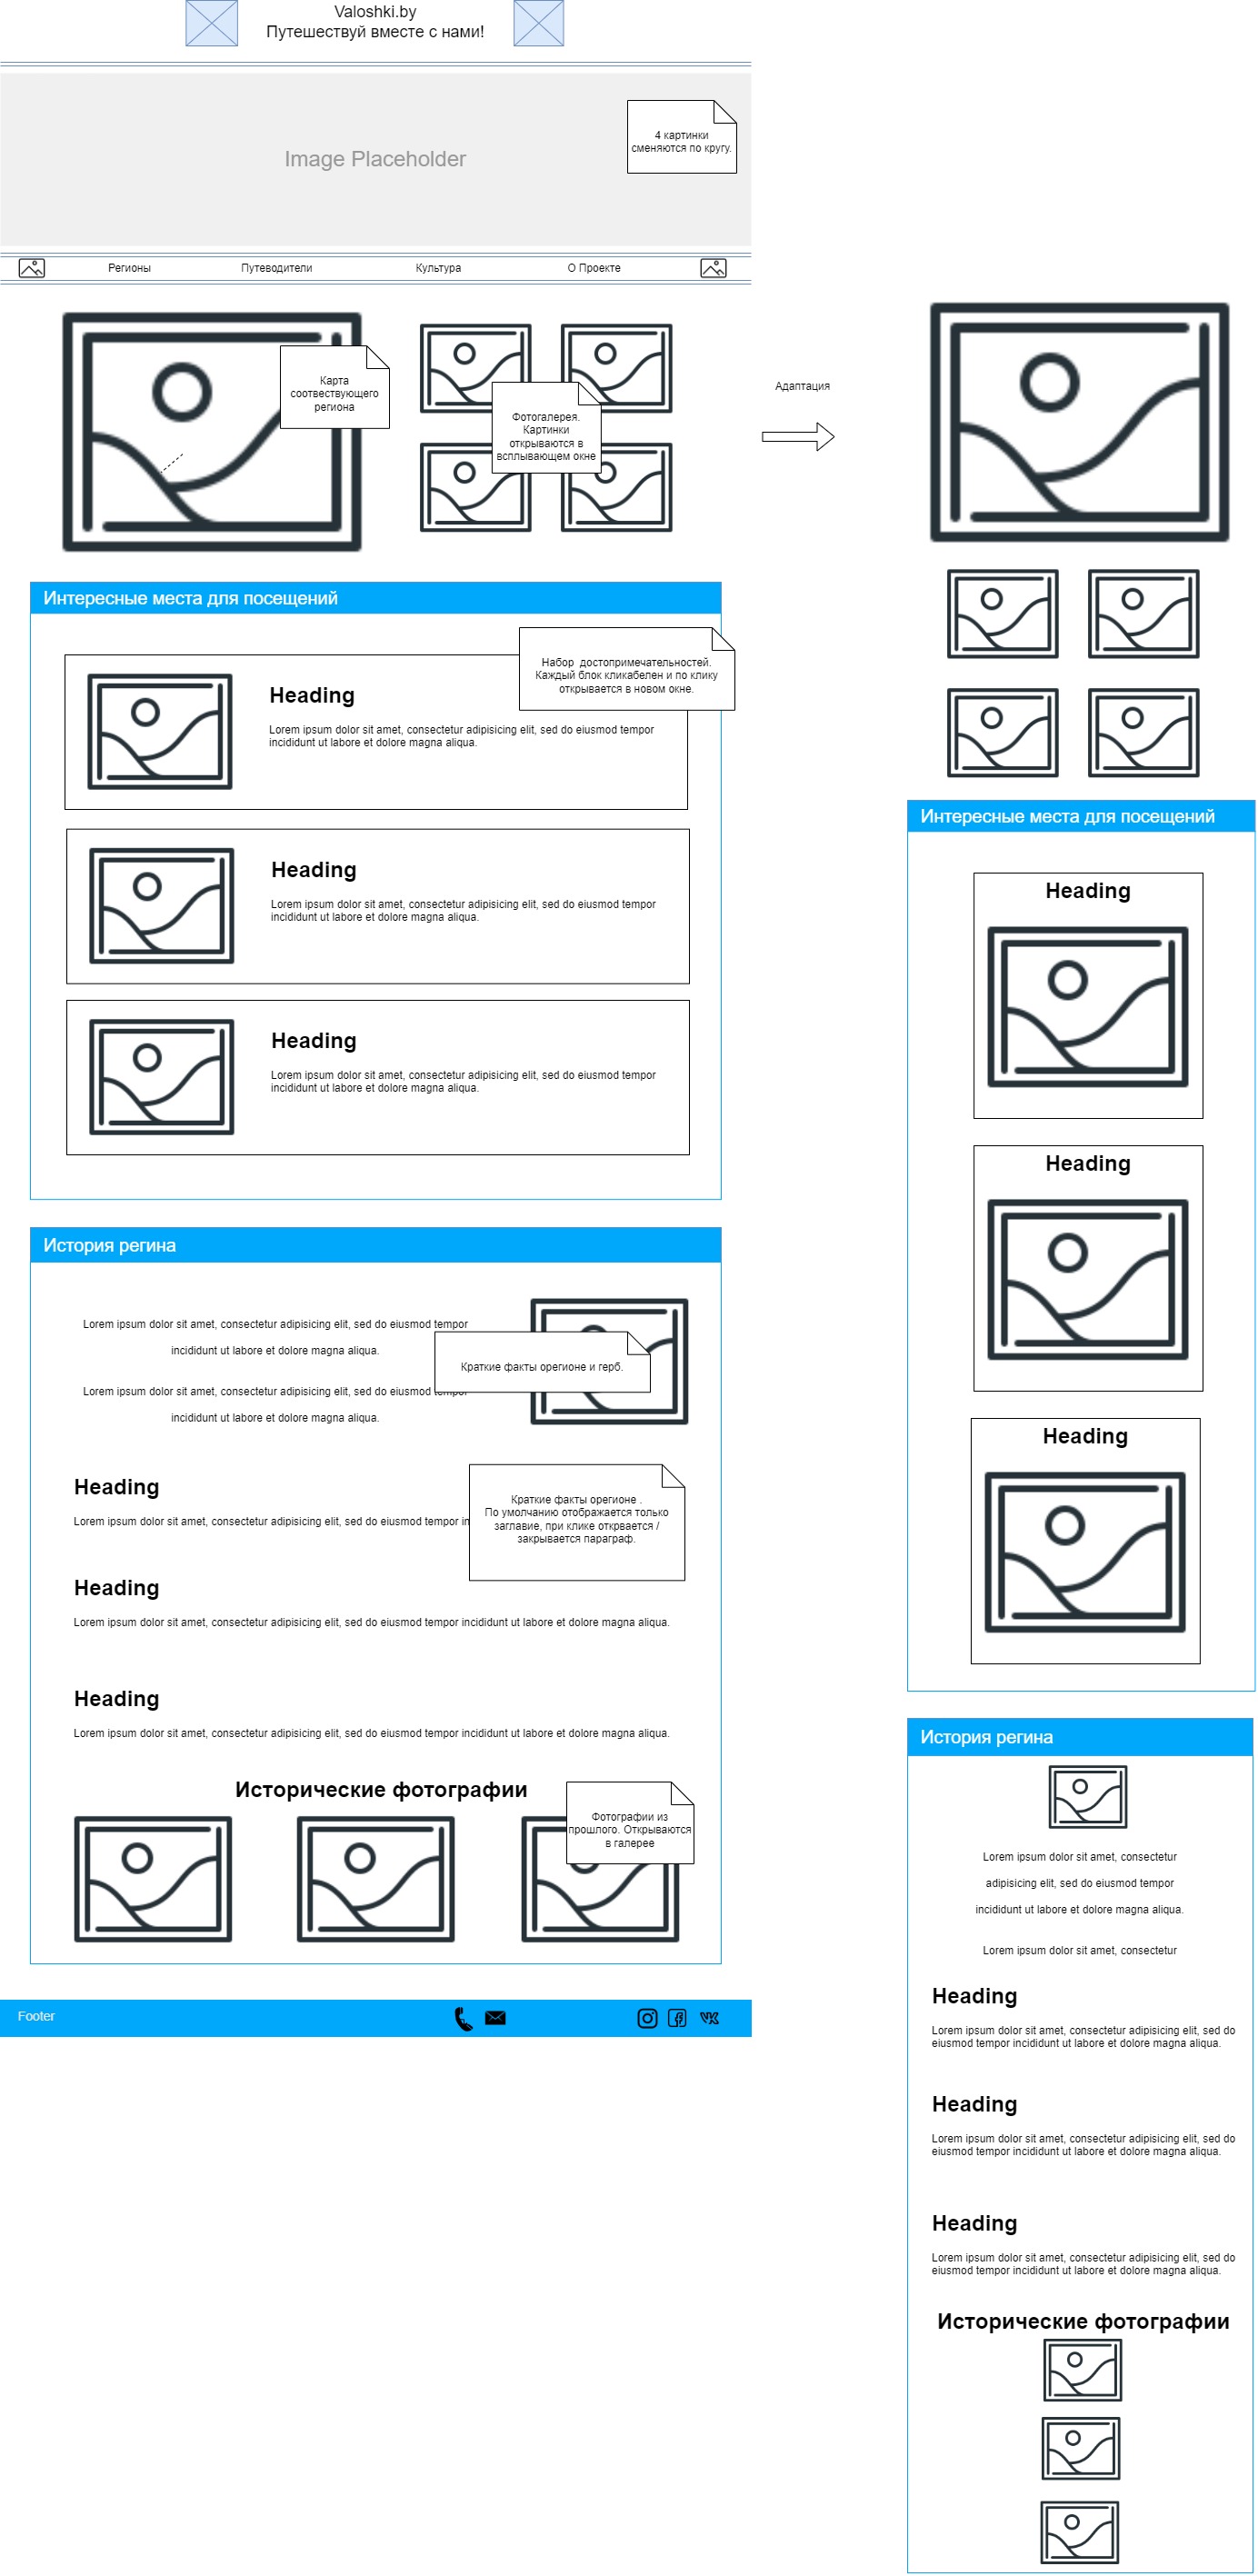 Valoshki.by
Путешествуй вместе с нами!
Image Placeholder
4 картинки
сменяются по кругу.
Регионы
Путеводители
Культура
О Проекте
Карта
соотвествующего
региона
Фотогалерея.
Картинки
открываются в
всплывающем окне
Интересные места для посещений
Набор достопримечательностей.
Каждый блок кликабелен и по клику
открывается в новом окне.
Heading
Lorem ipsum dolor sit amet, consectetur adipisicing elit, sed do eiusmod tempor
incididunt ut labore et dolore magna aliqua.
Heading
Lorem ipsum dolor sit amet, consectetur adipisicing elit, sed do eiusmod tempor
incididunt ut labore et dolore magna aliqua.
Heading
Lorem ipsum dolor sit amet, consectetur adipisicing elit, sed do eiusmod tempor
incididunt ut labore et dolore magna aliqua.
История регина
Lorem ipsum dolor sit amet, consectetur adipisicing elit, sed do eiusmod tempor
incididunt ut labore et dolore magna aliqua.
Краткие факты орегионе и герб.
Lorem ipsum dolor sit amet, consectetur adipisicing elit, sed do eiusmod tempor
incididunt ut labore et dolore magna aliqua.
Heading
Lorem ipsum dolor sit amet, consectetur adipisicing elit, sed do eiusmod tempor in
Краткие факты орегионе .
По умолчанию отображается только
заглавие, при клике откравается /
закрывается параграф.
Heading
Lorem ipsum dolor sit amet, consectetur adipisicing elit, sed do eiusmod tempor incididunt ut labore et dolore magna aliqua.
Heading
Lorem ipsum dolor sit amet, consectetur adipisicing elit, sed do eiusmod tempor incididunt ut labore et dolore magna aliqua.
Исторические фотографии
Фотографии из
прошлого. Открываются
в галерее
Footer
Адаптация
Интересные места для посещений
Heading
Heading
Heading
История регина
Lorem ipsum dolor sit amet, consectetur
adipisicing elit, sed do eiusmod tempor
incididunt ut labore et dolore magna aliqua.
Lorem ipsum dolor sit amet, consectetur
Heading
Lorem ipsum dolor sit amet, consectetur adipisicing elit, sed do
eiusmod tempor incididunt ut labore et dolore magna aliqua.
Heading
Lorem ipsum dolor sit amet, consectetur adipisicing elit, sed do
eiusmod tempor incididunt ut labore et dolore magna aliqua.
Heading
Lorem ipsum dolor sit amet, consectetur adipisicing elit, sed do
eiusmod tempor incididunt ut labore et dolore magna aliqua.
Исторические фотографии